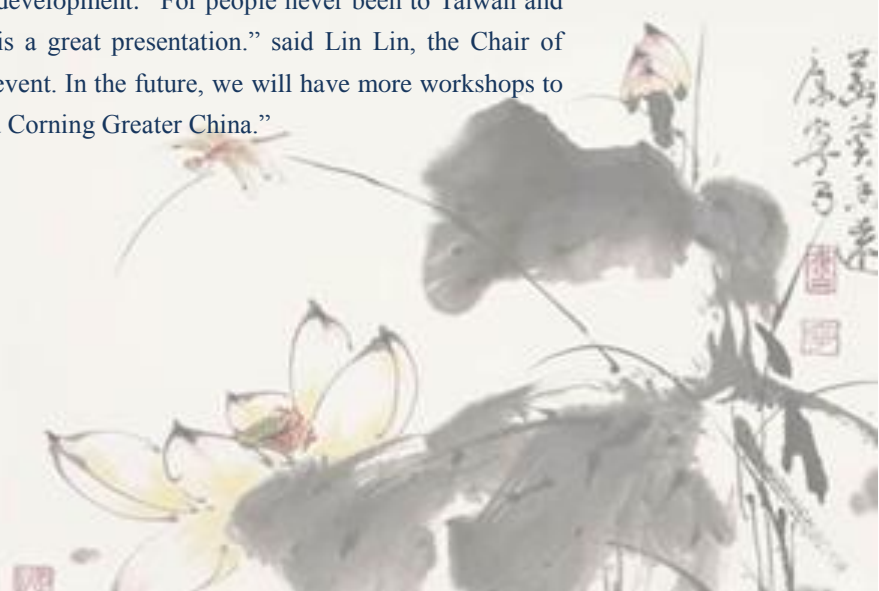 development. “For people never been to Taiwan and
is a great presentation.” said Lin Lin, the Chair of
event. In the future, we will have more workshops to
Corning Greater China.”